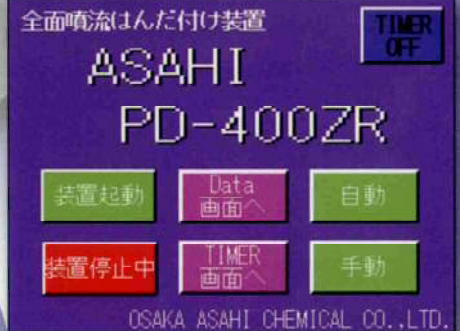 全面噴流はんだ付け装置
TIMER
OFF
ASAHI
PD-400ZR
装置起動
Data
画面へ
自動
装置停止中
TIMER
画面へ
手動
OSAKA ASAHI CHEMICAL CO.,LTD.